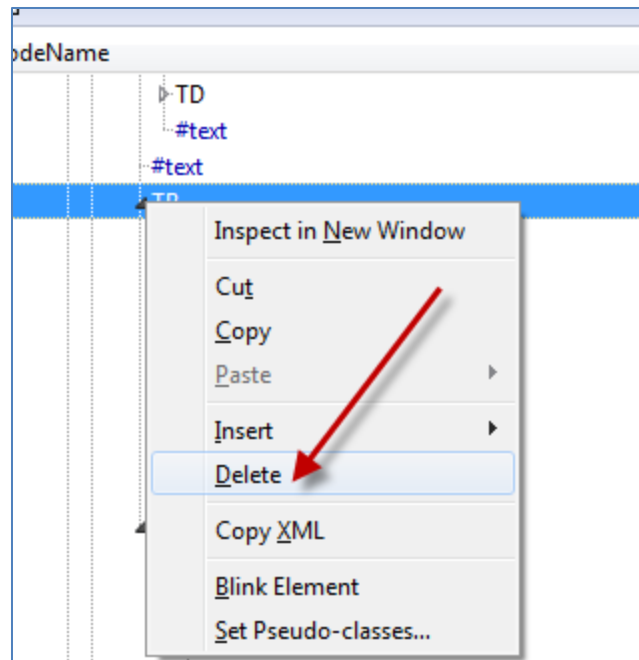 odeName
TD
#text
#text
TR
Inspect in New Window
Cut
Copy
Paste
Insert
Delete
Copy XML
Blink Element
Set Pseudo-classes...